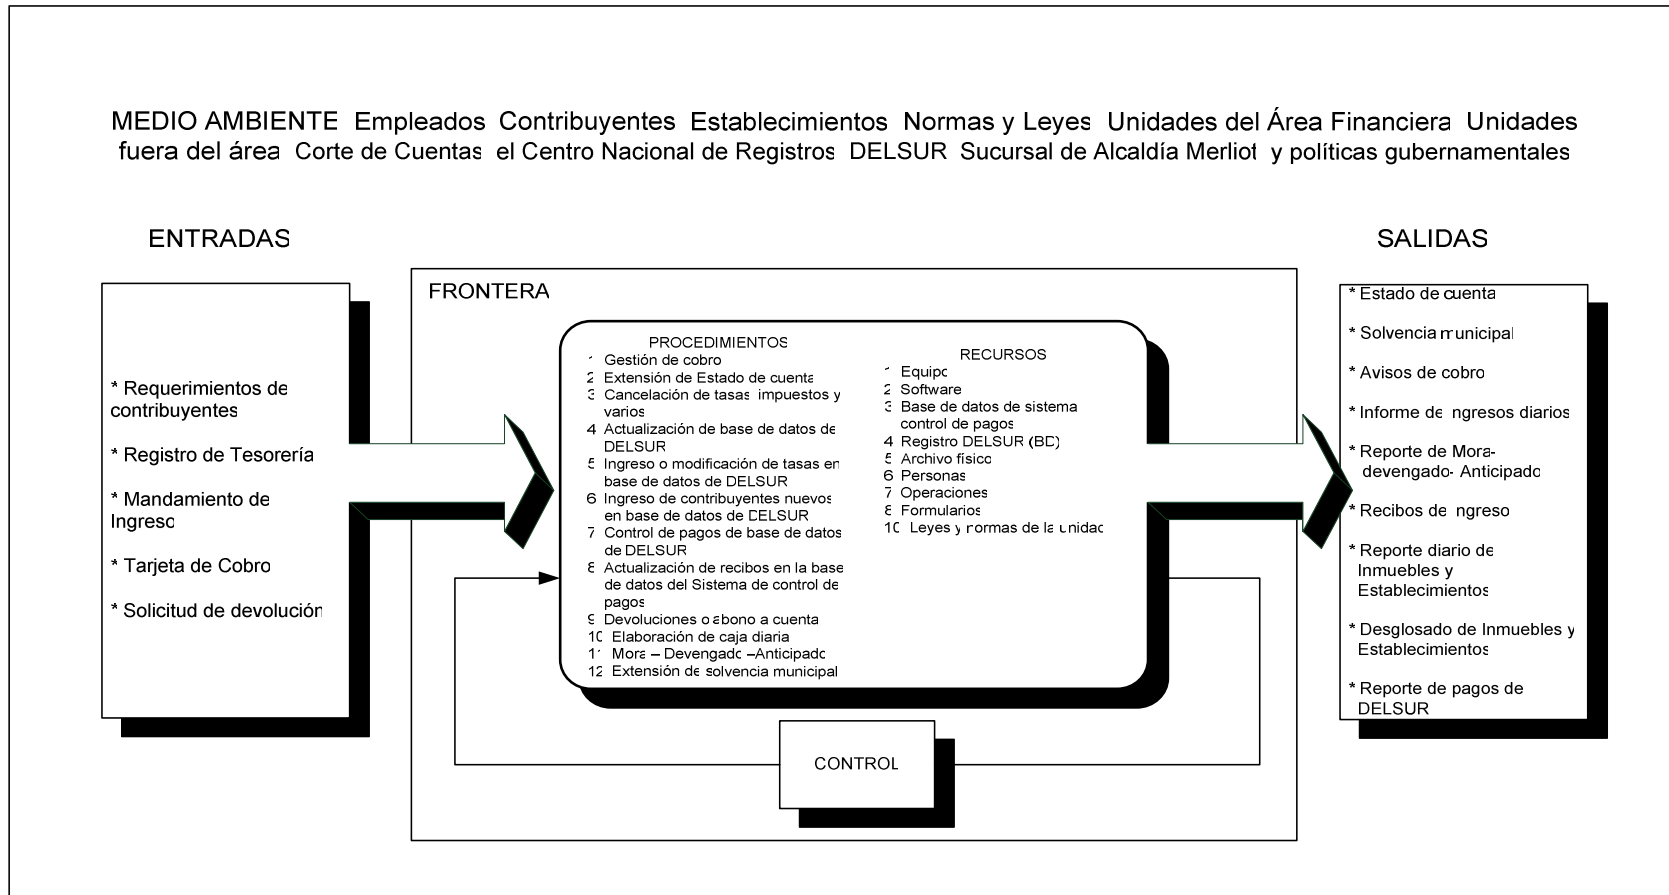 MEDIO AMBIENTE Empleados Contribuyentes Establecimientos Normas y Leyes Unidades del Área Financiera Unidades
fuera del área Corte de Cuentas el Centro Nacional de Registros DELSUR Sucursal de Alcaldía Merliot y políticas gubernamentales
ENTRADAS
* Requerimientos de
contribuyentes
* Registro de Tesorería
* Mandamiento de
Ingreso
* Tarjeta de Cobro
* Solicitud de devolución
FRONTERA
PROCEDIMIENTOS
1 Gestión de cobro
2 Extensión de Estado de cuenta
3 Cancelación de tasas impuestos y
varios
4 Actualización de base de datos de
DELSUR
5 Ingreso o modificación de tasas en
base de datos de DELSUR
6 Ingreso de contribuyentes nuevos
en base de datos de DELSUR
7 Control de pagos de base de datos
de DELSUR
8 Actualización de recibos en la base
de datos del Sistema de control de
pagos
9 Devoluciones o abono a cuenta
10 Elaboración de caja diaria
11 Mora – Devengado –Anticipado
12 Extensión de solvencia municipal
RECURSOS
1 Equipo
2 Software
3 Base de datos de sistema
control de pagos
4 Registro DELSUR (BD)
5 Archivo físico
6 Personas
7 Operaciones
8 Formularios
10 Leyes y normas de la unidad
CONTROL
SALIDAS
* Estado de cuenta
* Solvencia municipal
* Avisos de cobro
* Informe de ingresos diarios
* Reporte de Mora-
devengado- Anticipado
* Recibos de ingreso
* Reporte diario de
Inmuebles y
Establecimientos
* Desglosado de Inmuebles y
Establecimientos
* Reporte de pagos de
DELSUR